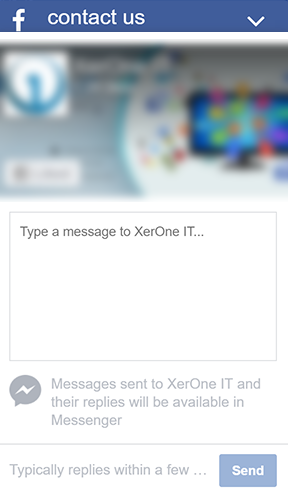 contact us
Type a message to XerOne IT...
Messages sent to XerOne IT and
their replies will be available in
Messenger
Typically replies within a few ...
Send